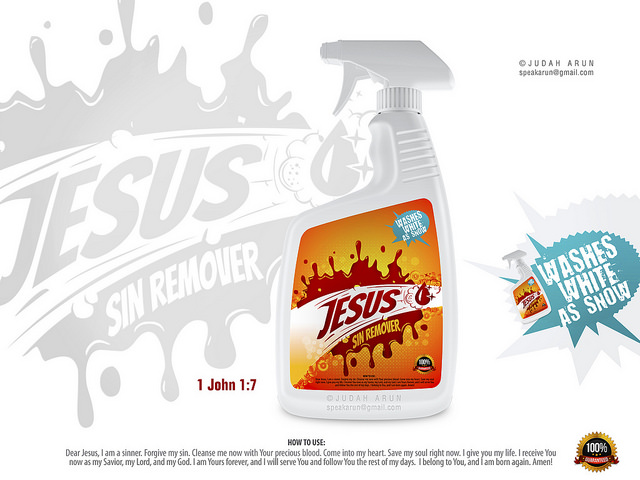 © JUDAH ARUN
speakarun@gmail.com
JESUS
SIN REMOVER
WASHES
WHITE
AS SNOW
JESUS
SIN REMOVER
100%
© JUDAH ARUN
speakarun@gmail.com
WASHES
WHITE
AS SNOW
JESUS
1 John 1:7
HOW TO USE:
Dear Jesus, I am a sinner. Forgive my sin. Cleanse me now with Your precious blood. Come into my heart. Save my soul right now. I give you my life. I receive You
now as my Savior, my Lord, and my God. I am Yours forever, and I will serve You and follow You the rest of my days. I belong to You, and I am born again. Amen!
100%
GUARANTEED